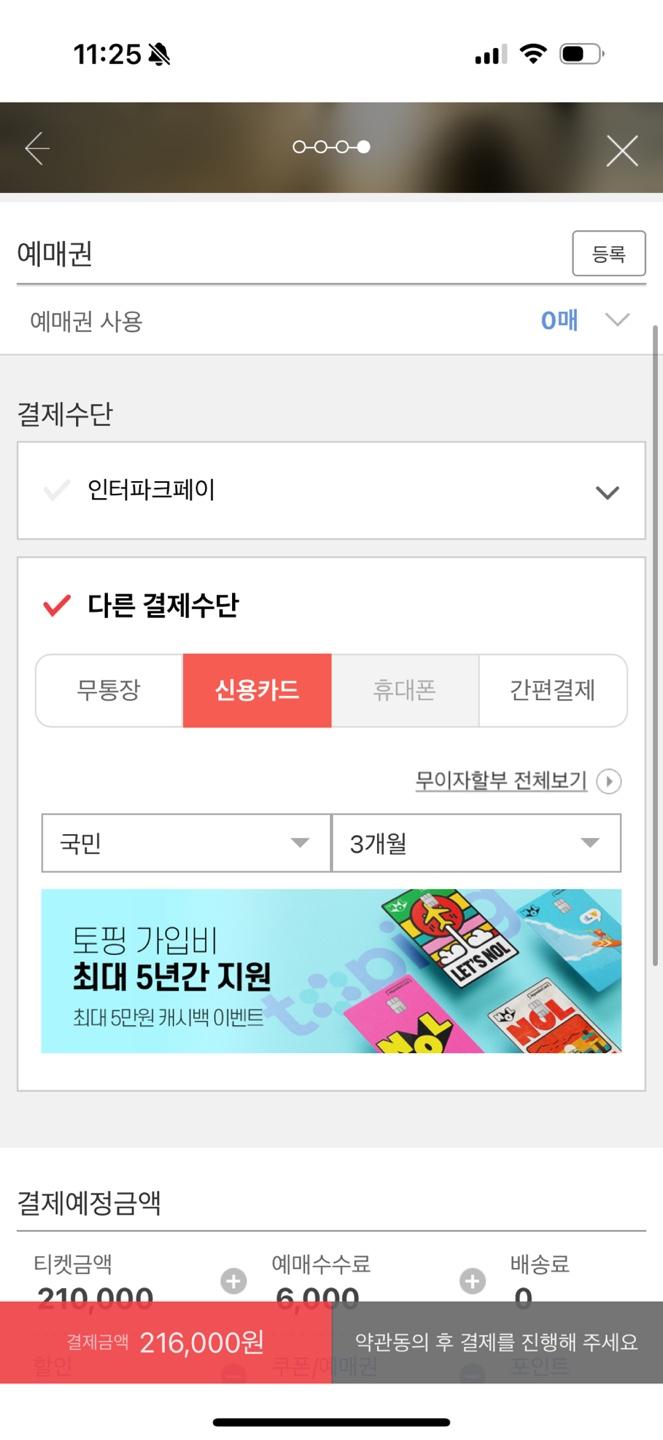 11:25
예매권
등록
예매권 사용
0매
결제수단
인터파크페이
다른 결제수단
무통장
신용카드
휴대폰
간편결제
무이자할부 전체보기
국민
3개월
토핑 가입비
최대 5년간 지원
최대 5만원 캐시백 이벤트
toping
LET'S NOL
NOL
NOL
결제예정금액
티켓금액
예매수수료
배송료
210,000
6,000
0
결제금액 216,000원
약관동의 후 결제를 진행해 주세요
할인
쿠폰/예매권
포인트